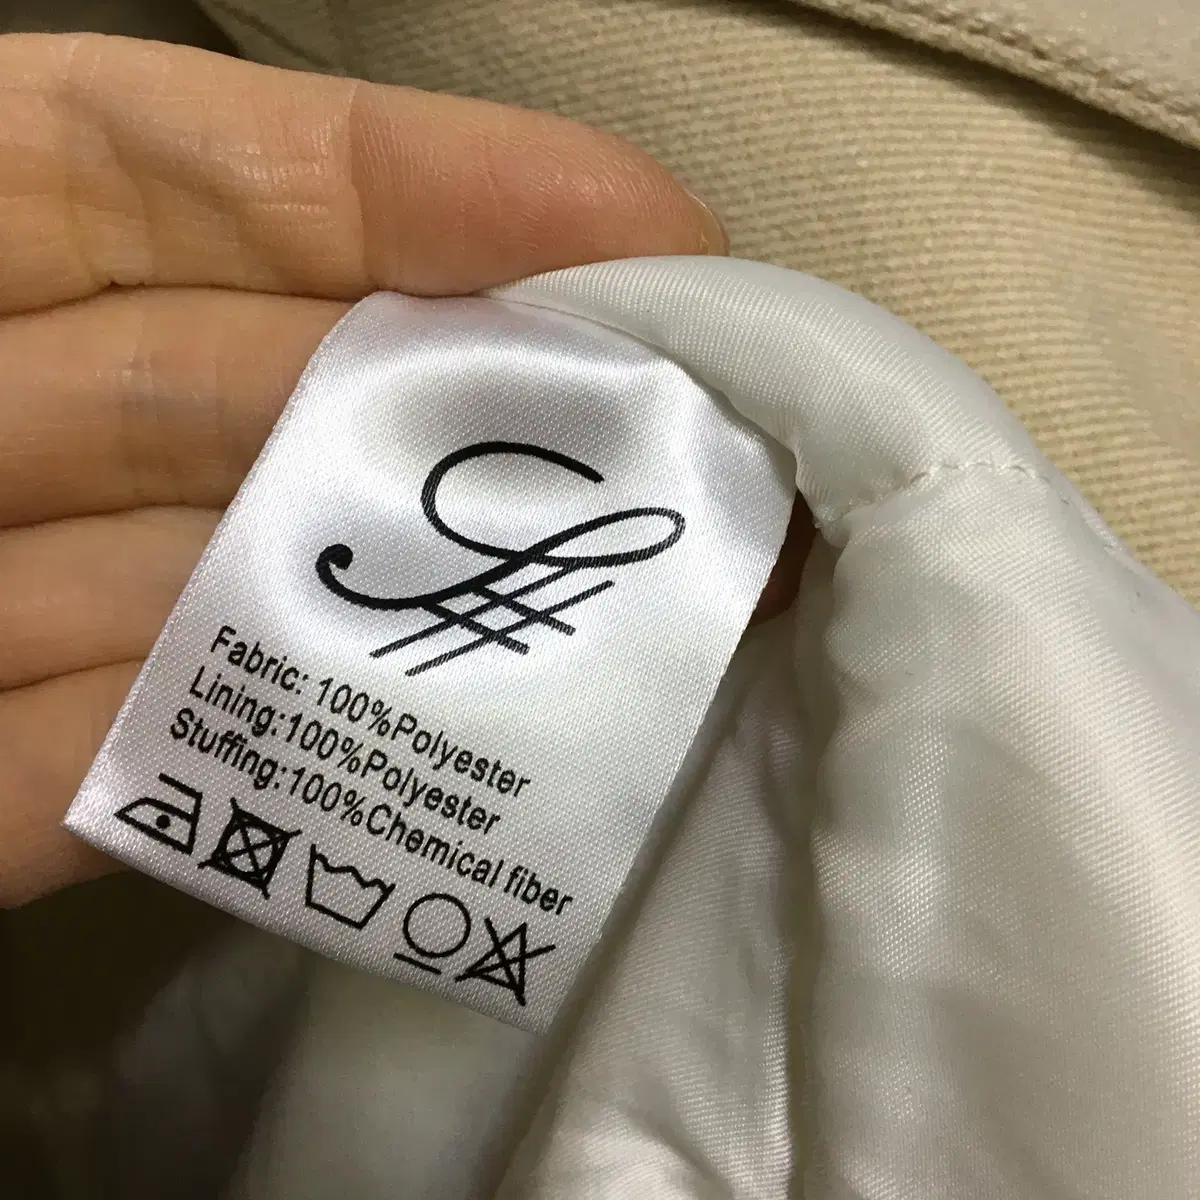 Fabric: 100%Polyester
Lining:100%Polyester
Stuffing:100%Chemical fiber